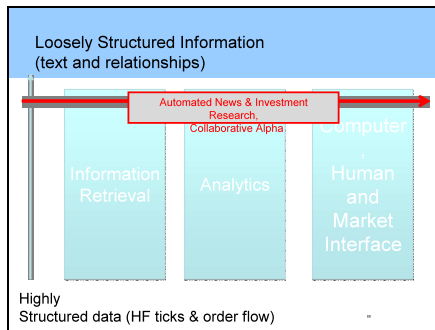 Loosely Structured Information
(text and relationships)
Automated News & Investment
Research,
Collaborative Alpha
Information
Retrieval
Analytics
Computer
,
Human
and
Market
Interface
Highly
Structured data (HF ticks & order flow)
"